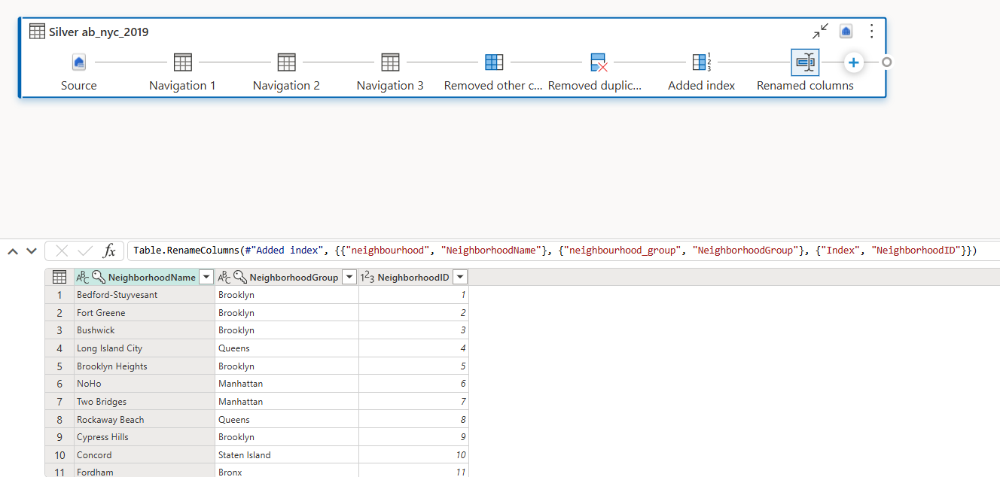 Silver ab_nyc_2019
Source Navigation 1 Navigation 2 Navigation 3 Removed other c... Removed duplic... Added index Renamed columns
fx Table.RenameColumns(#"Added index", {{"neighbourhood", "NeighborhoodName"}, {"neighbourhood_group", "NeighborhoodGroup"}, {"Index", "NeighborhoodID"}})
NeighborhoodName NeighborhoodGroup NeighborhoodID
1 Bedford-Stuyvesant Brooklyn 1
2 Fort Greene Brooklyn 2
3 Bushwick Brooklyn 3
4 Long Island City Queens 4
5 Brooklyn Heights Brooklyn 5
6 NoHo Manhattan 6
7 Two Bridges Manhattan 7
8 Rockaway Beach Queens 8
9 Cypress Hills Brooklyn 9
10 Concord Staten Island 10
11 Fordham Bronx 11